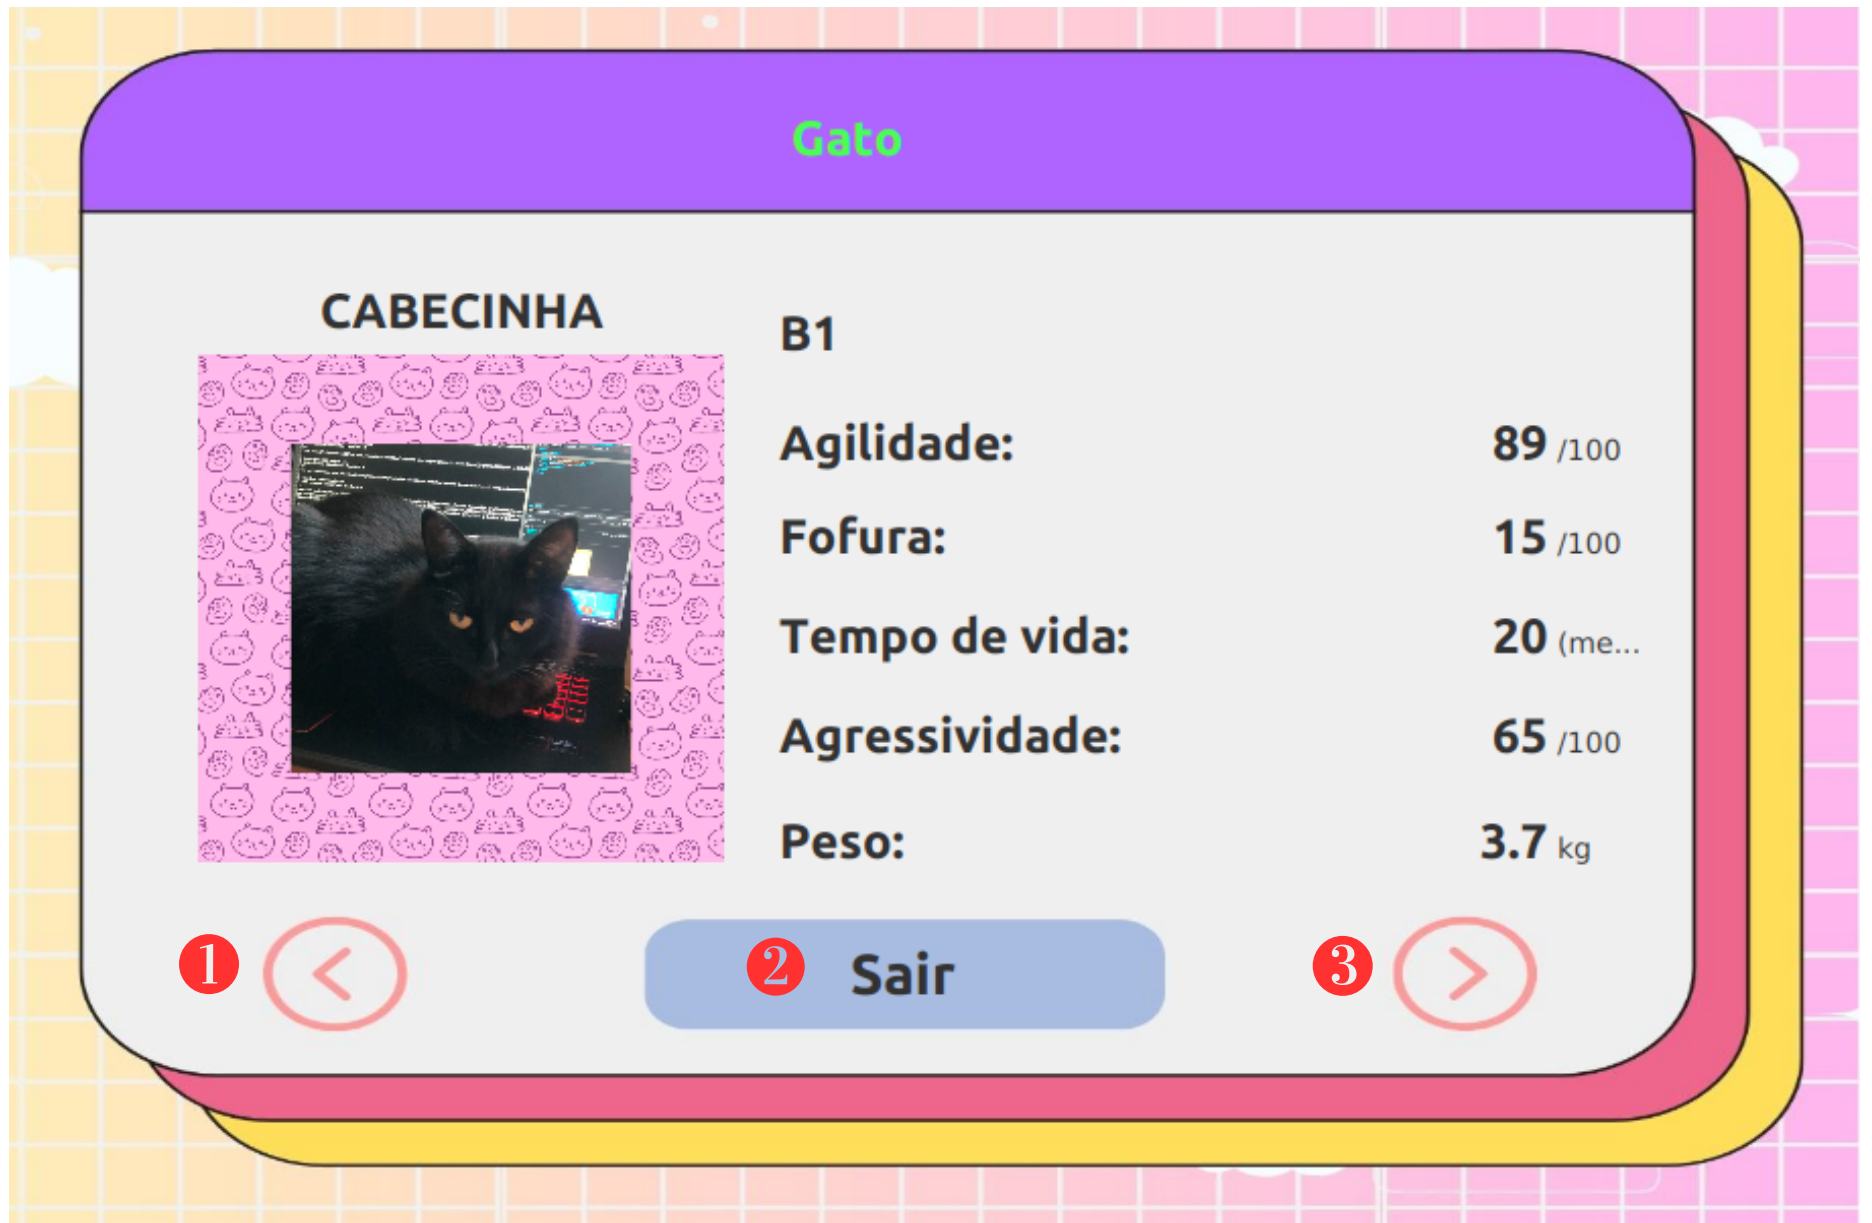 Gato
CABECINHA
B1
Agilidade: 89 /100
Fofura: 15 /100
Tempo de vida: 20 (me...
Agressividade: 65 /100
Peso: 3.7 kg
1 <
2 Sair
3 >